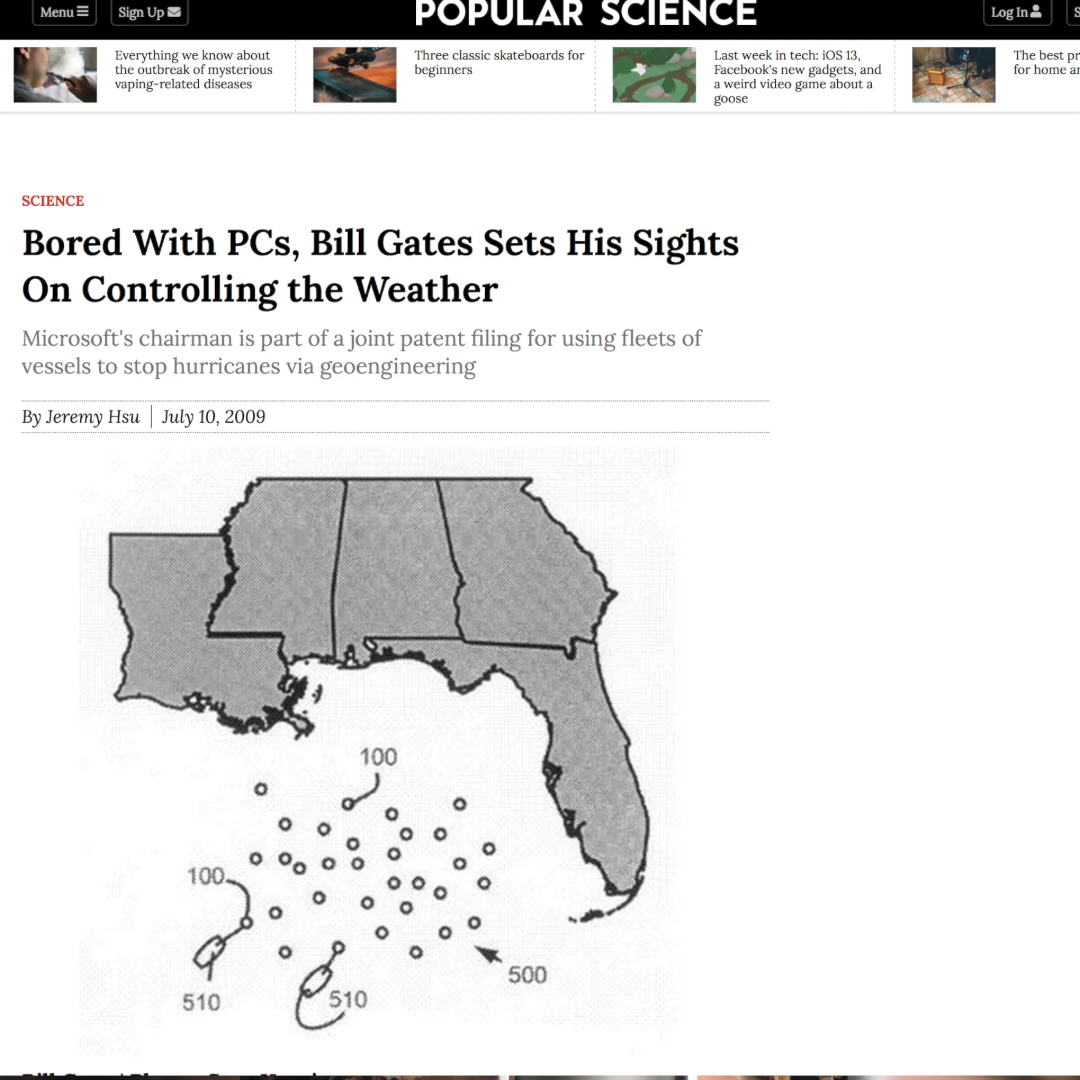 Menu
Sign Up
POPULAR SCIENCE
Log In
Everything we know about
the outbreak of mysterious
vaping-related diseases
Three classic skateboards for
beginners
Last week in tech: iOS 13,
Facebook's new gadgets, and
a weird video game about a
goose
The best
for home
SCIENCE
Bored With PCs, Bill Gates Sets His Sights
On Controlling the Weather
Microsoft's chairman is part of a joint patent filing for using fleets of
vessels to stop hurricanes via geoengineering
By Jeremy Hsu | July 10, 2009
100
100
500
510
510